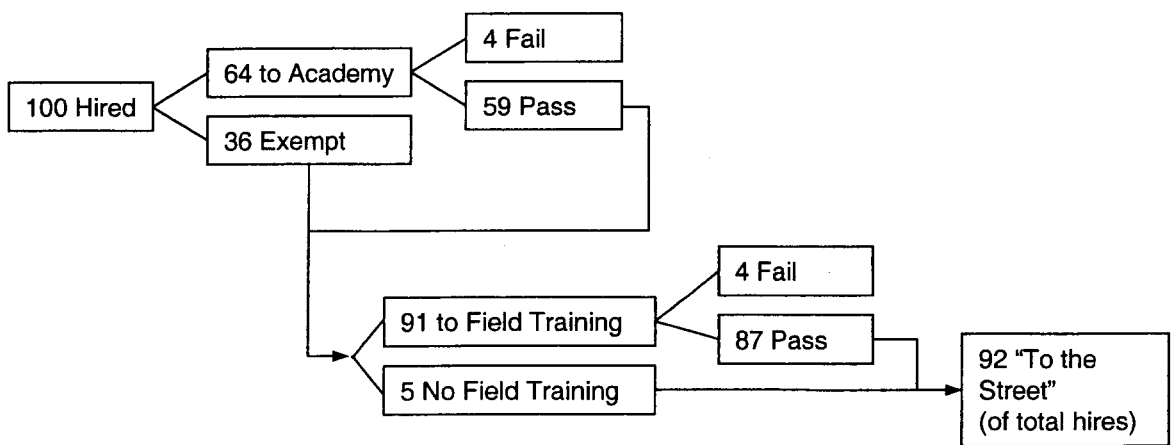 4 Fail
64 to Academy
100 Hired
59 Pass
36 Exempt
4 Fail
91 to Field Training
87 Pass
5 No Field Training
92 “To the
Street”
(of total hires)